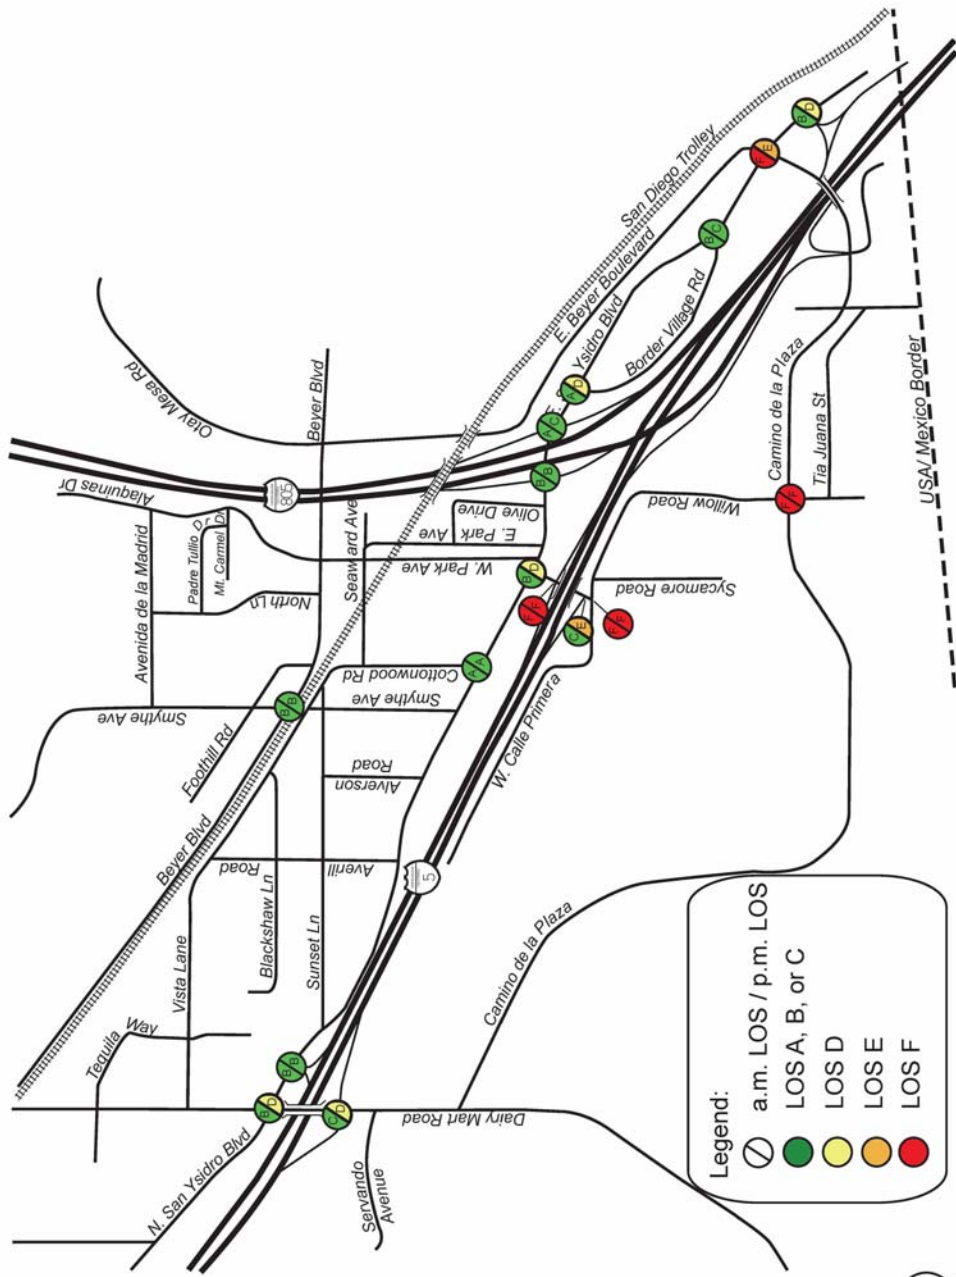 San Diego Trolley
E. Beyer Boulevard
Otay Mesa Rd
Beyer Blvd
Ysidro Blvd
Border Village Rd
Camino de la Plaza
Tia Juana St
USA/ Mexico Border
Alaquinas Dr
805
Avenida de la Madrid
Padre Tullio Dr
Mt. Carmel Dr
North Ln
Seaward Ave
Olive Drive
E. Park Ave
W. Park Ave
Willow Road
Sycamore Road
Smythe Ave
Foothill Rd
Cottonwood Rd
Smythe Ave
Alverson Road
W. Calle Primera
Beyer Blvd
Averill Road
Blackshaw Ln
Sunset Ln
Vista Lane
Tequila Way
5
Camino de la Plaza
N. San Ysidro Blvd
Dairy Mart Road
Servando
Avenue
B D
F E
B C
A D
A C
B B
B D
F F
C E
F F
F F
A A
B B
B B
B D
C D
Legend:
a.m. LOS / p.m. LOS
LOS A, B, or C
LOS D
LOS E
LOS F